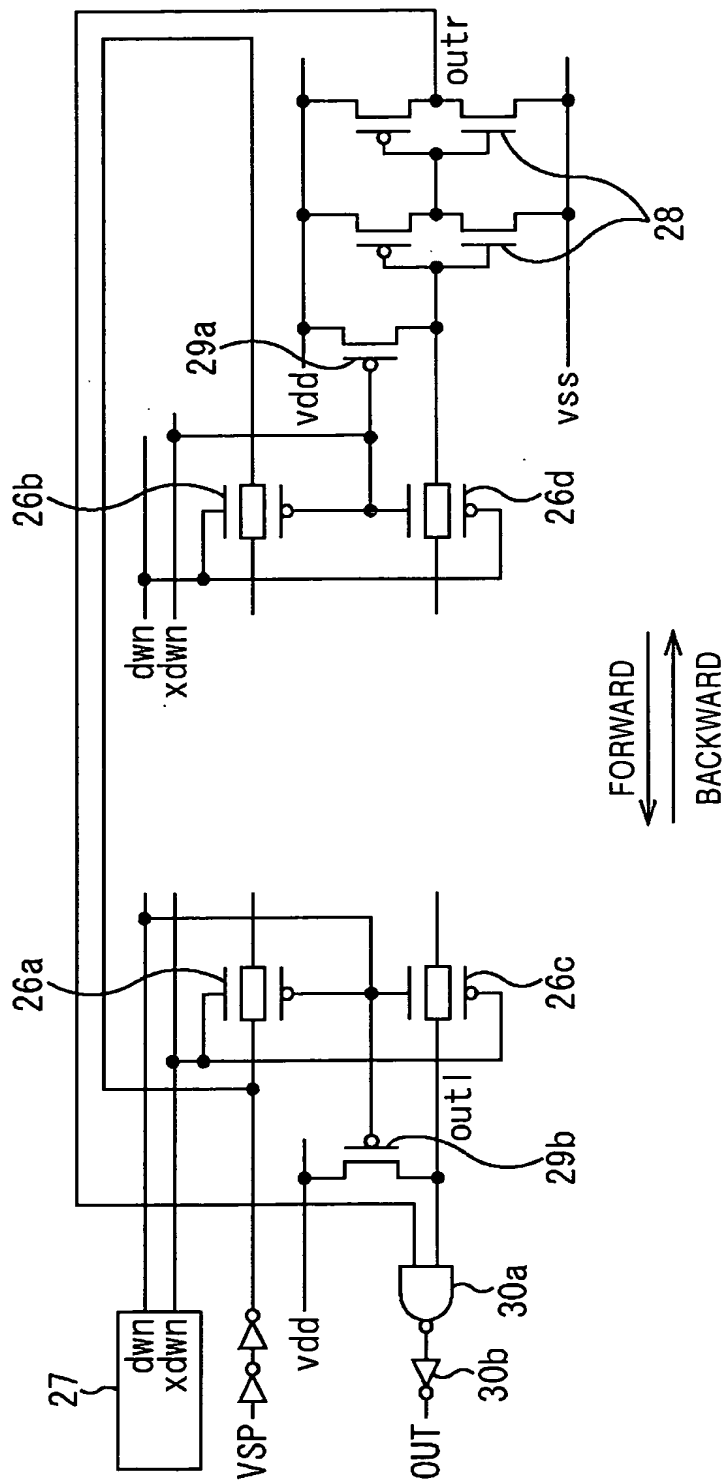 27
dwn
xdwn
VSP
vdd
OUT
30b
30a
29b
outl
26a
26c
dwn
xdwn
26b
26d
29a
vdd
vss
outr
28
FORWARD
BACKWARD